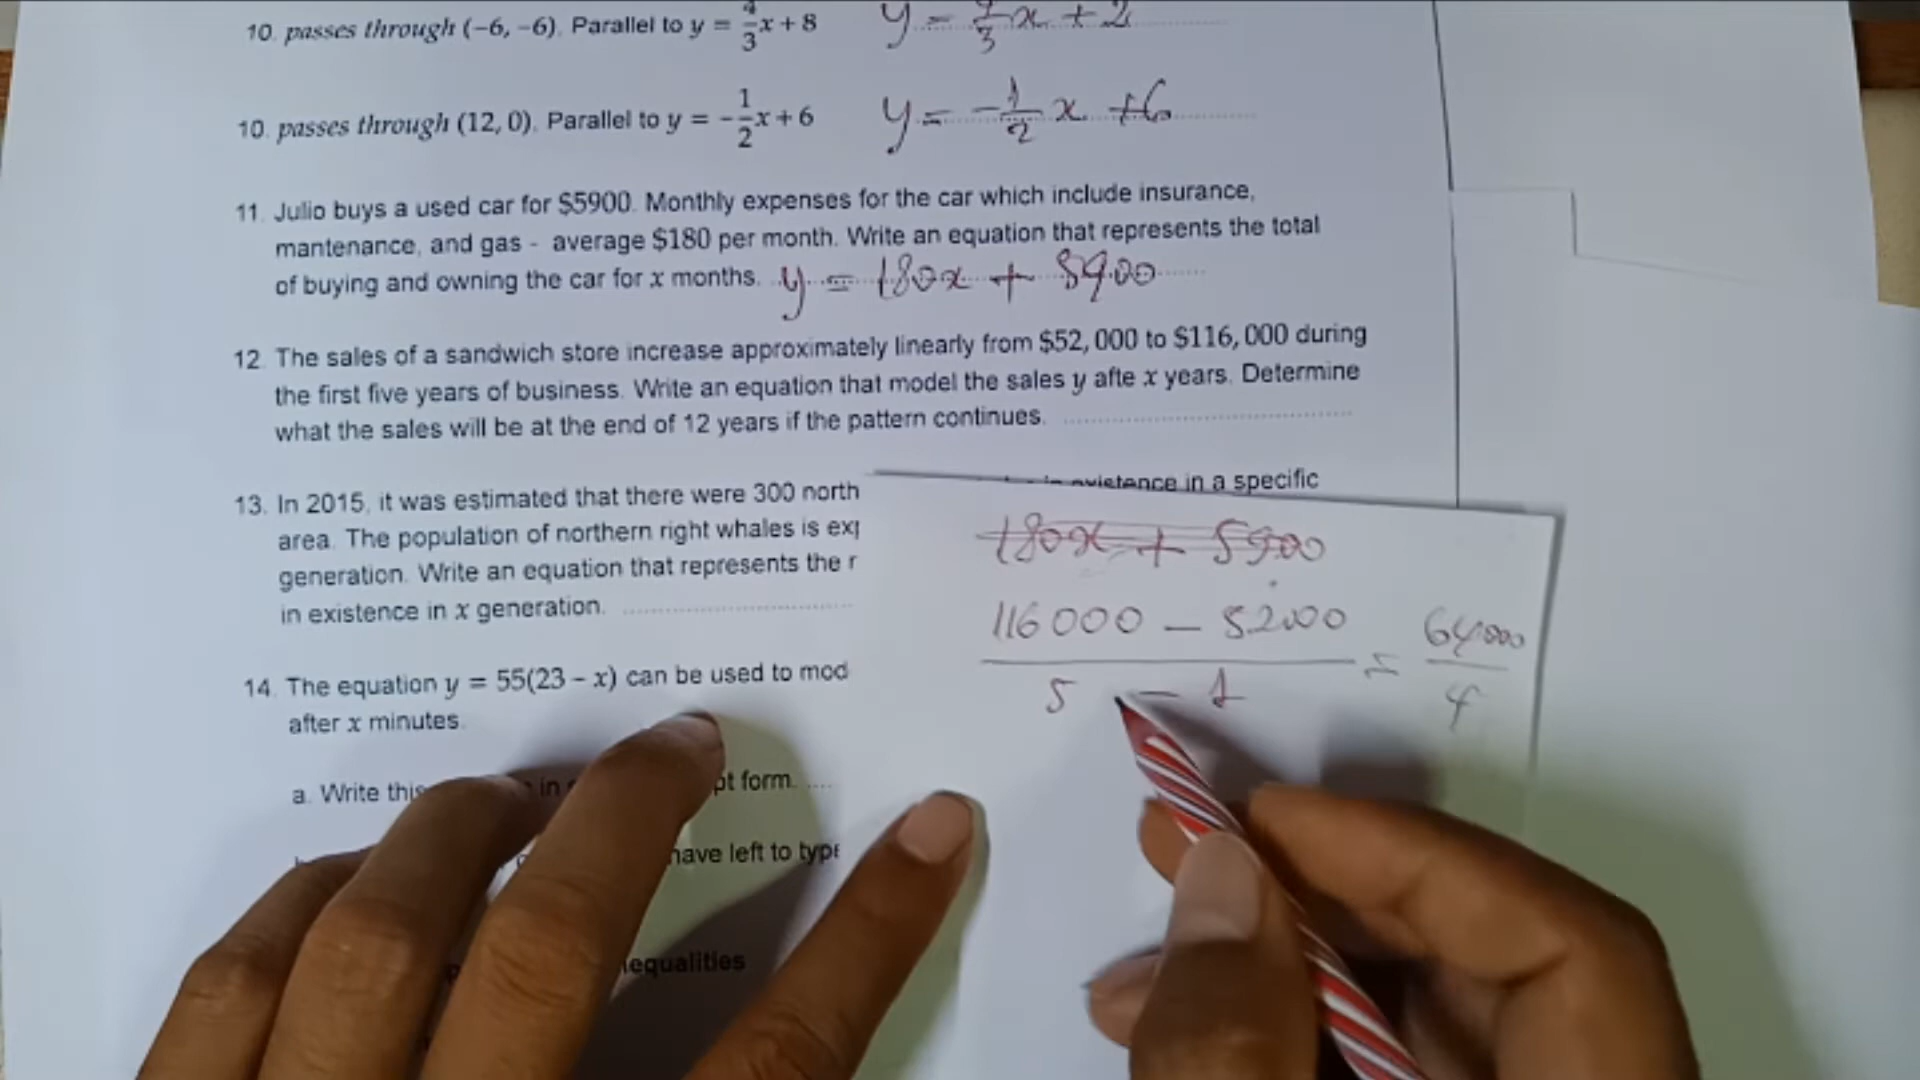 10. passes through (−6, −6). Parallel to y = 4/3 x + 8 y = 4/3 x + 2
10. passes through (12, 0). Parallel to y = −1/2 x + 6 y = −1/2 x + 6
11. Julio buys a used car for $5900. Monthly expenses for the car which include insurance,
mantenance, and gas - average $180 per month. Write an equation that represents the total
of buying and owning the car for x months. y = 180x + 5900
12. The sales of a sandwich store increase approximately linearly from $52, 000 to $116, 000 during
the first five years of business. Write an equation that model the sales y afte x years. Determine
what the sales will be at the end of 12 years if the pattern continues.
13. In 2015, it was estimated that there were 300 north existence in a specific
area. The population of northern right whales is
generation. Write an equation that represents the
in existence in x generation.
14. The equation y = 55(23 − x) can be used to mod
after x minutes.
a. Write this in pt form.
have left to type
equalities
180x + 5900
116000 − 52000 = 64000
5 − 1 4